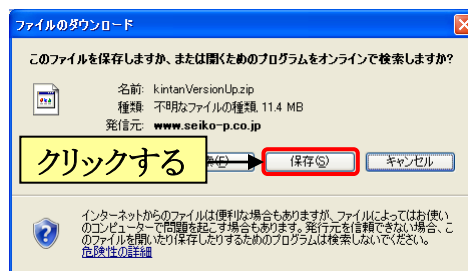 ファイルのダウンロード
このファイルを保存しますか、または開くためのプログラムをオンラインで検索しますか?
名前: kintanVersionUp.zip
種類: 不明なファイルの種類, 11.4 MB
発信元: www.seiko-p.co.jp
クリックする
保存(S)
キャンセル
インターネットからのファイルは便利な場合もありますが、ファイルによってはお使い
のコンピューターで問題を起こす場合もあります。発行元を信頼できない場合、こ
のファイルを開いたり保存したりするためのプログラムは検索しないでください。
危険性の詳細